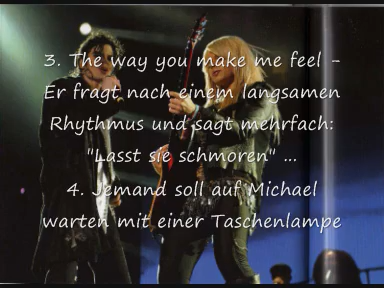 3. The way you make me feel -
Er fragt nach einem langsamen
Rhythmus und sagt mehrfach:
"Lasst sie schmoren" ...
4. Jemand soll auf Michael
warten mit einer Taschenlampe